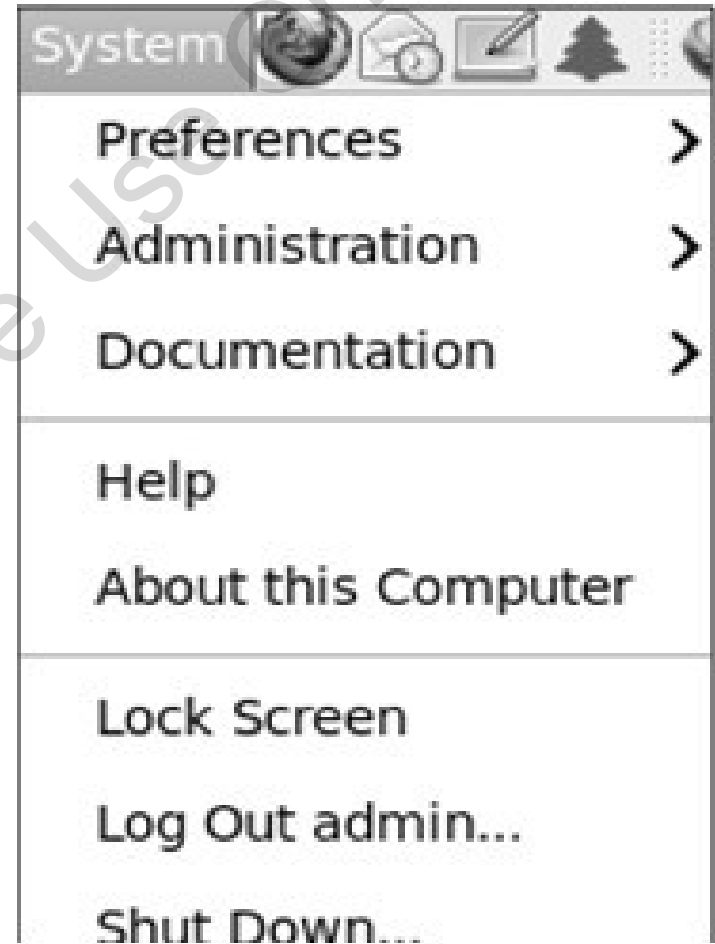 System
Preferences
Administration
Documentation
Help
About this Computer
Lock Screen
Log Out admin...
Shut Down...